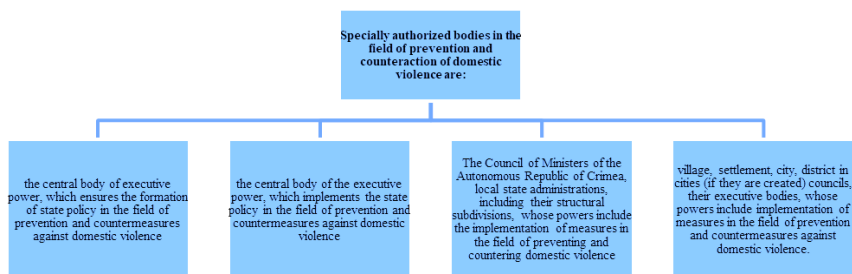 Specially authorized bodies in the
field of prevention and
counteraction of domestic
violence are:
the central body of executive
power, which ensures the formation
of state policy in the field of
prevention and countermeasures
against domestic violence
the central body of the executive
power, which implements the state
policy in the field of prevention and
countermeasures against domestic
violence
The Council of Ministers of the
Autonomous Republic of Crimea,
local state administrations,
including their structural
subdivisions, whose powers include
the implementation of measures in
the field of preventing and
countering domestic violence
village, settlement, city, district in
cities (if they are created) councils,
their executive bodies, whose
powers include implementation of
measures in the field of prevention
and countermeasures against
domestic violence.